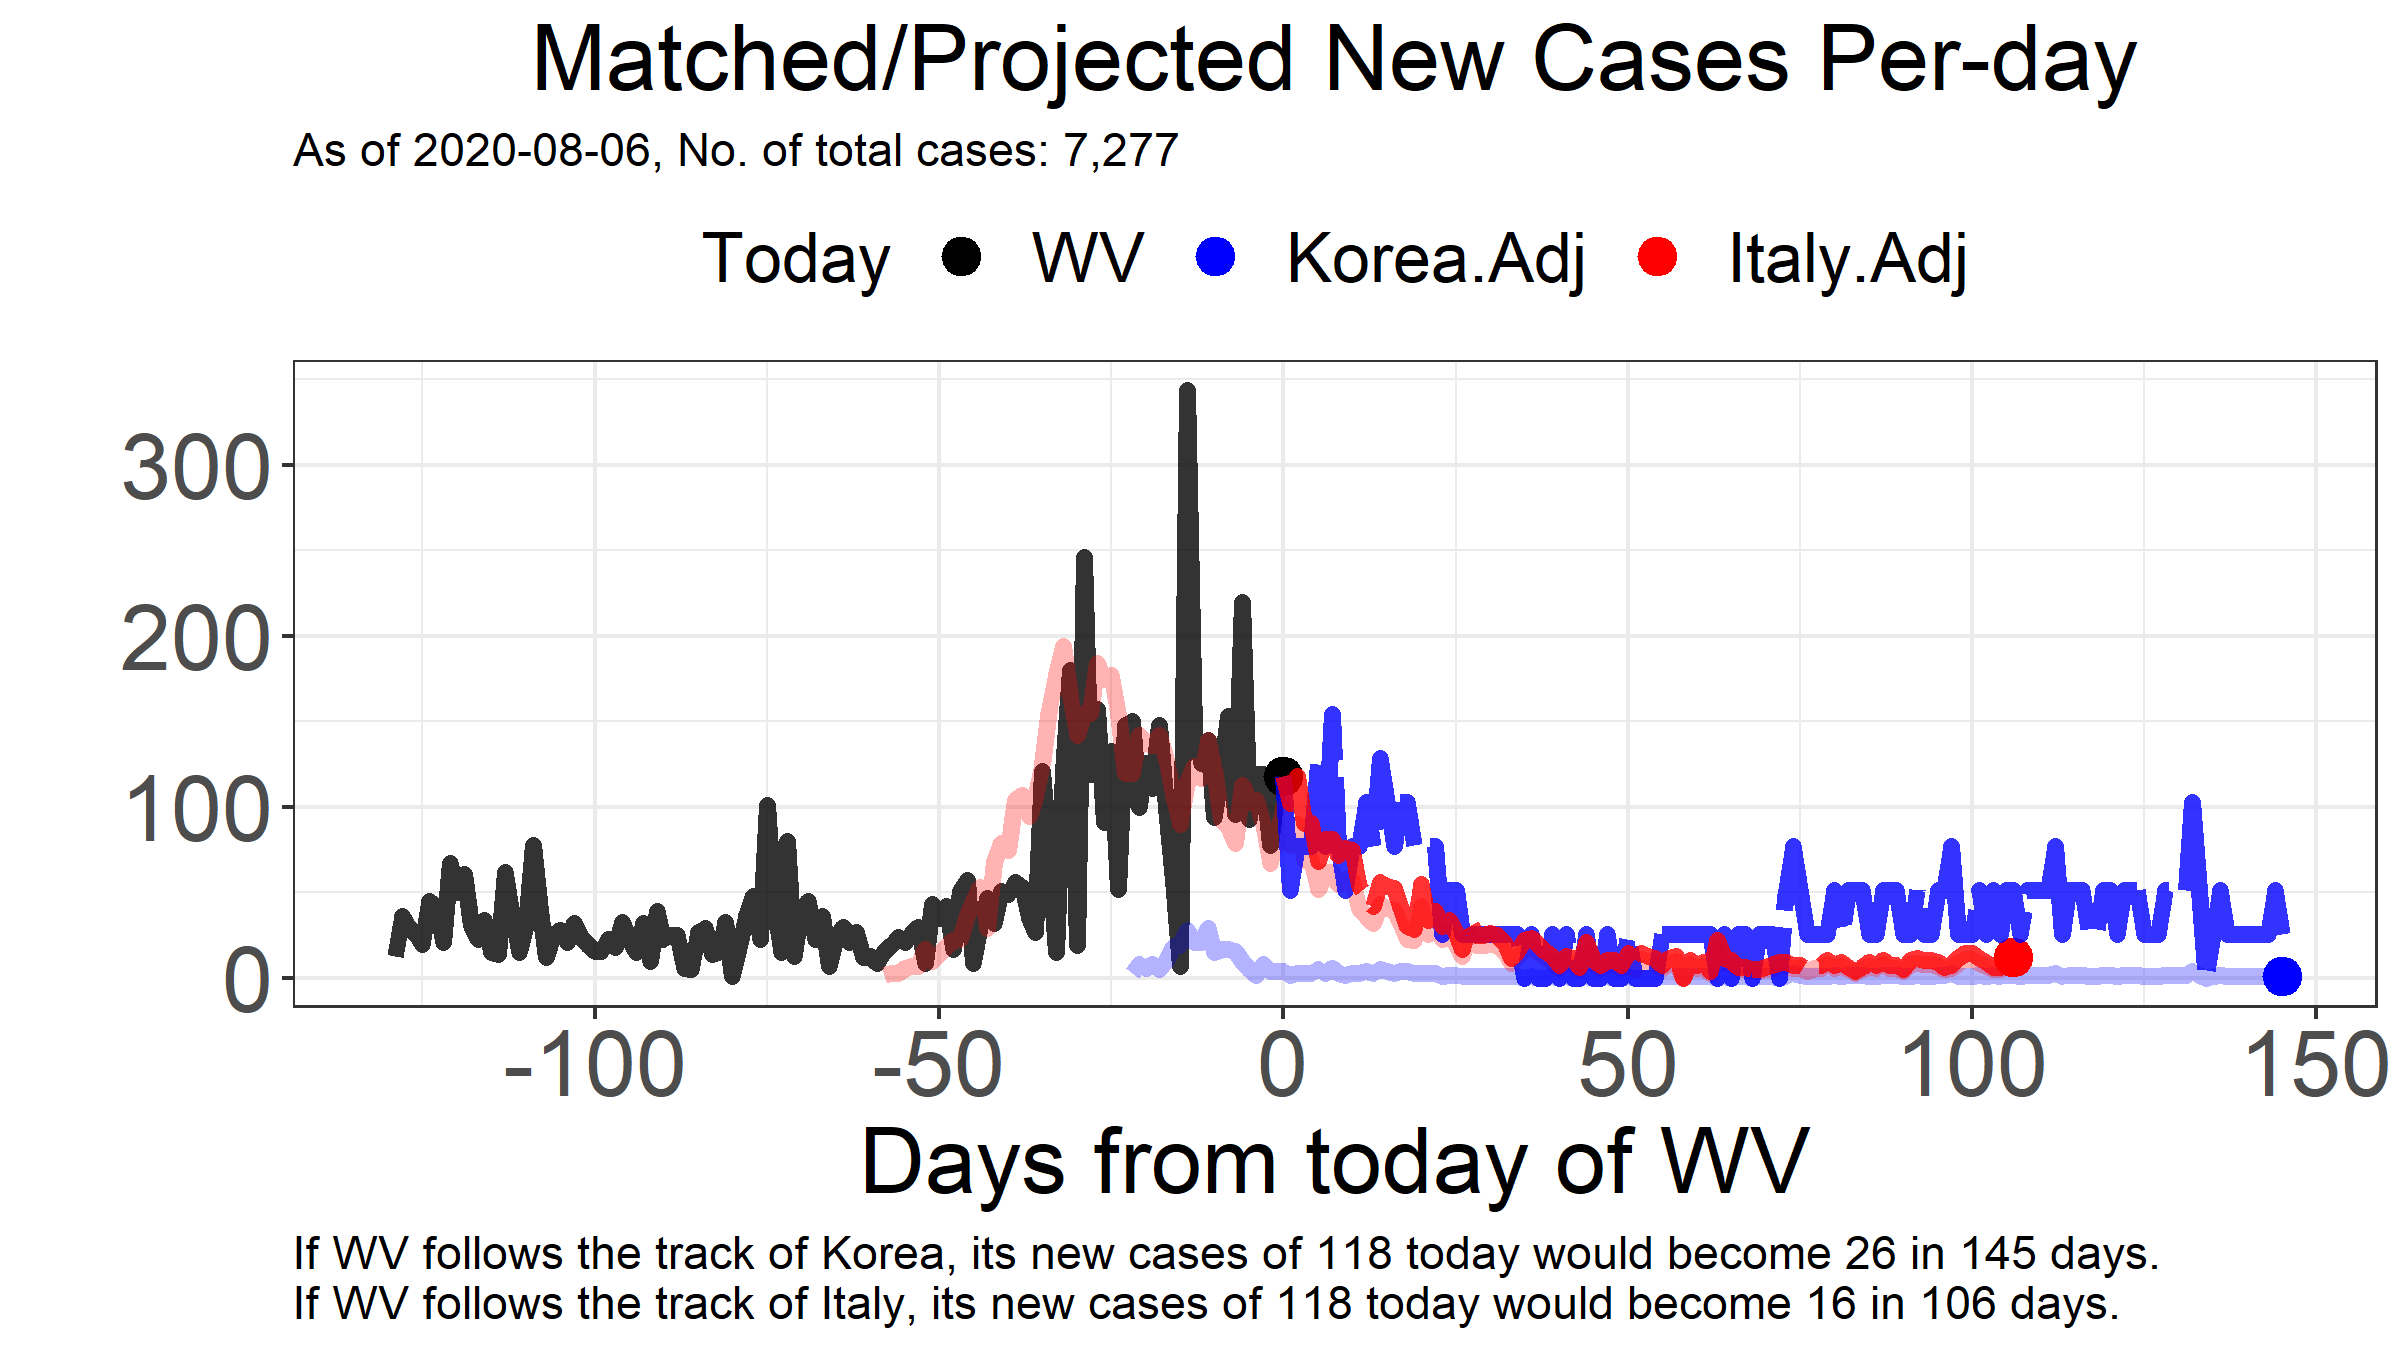 Matched/Projected New Cases Per-day
As of 2020-08-06, No. of total cases: 7,277
Today WV Korea.Adj Italy.Adj
300
200
100
0
-100 -50 0 50 100 150
Days from today of WV
If WV follows the track of Korea, its new cases of 118 today would become 26 in 145 days.
If WV follows the track of Italy, its new cases of 118 today would become 16 in 106 days.